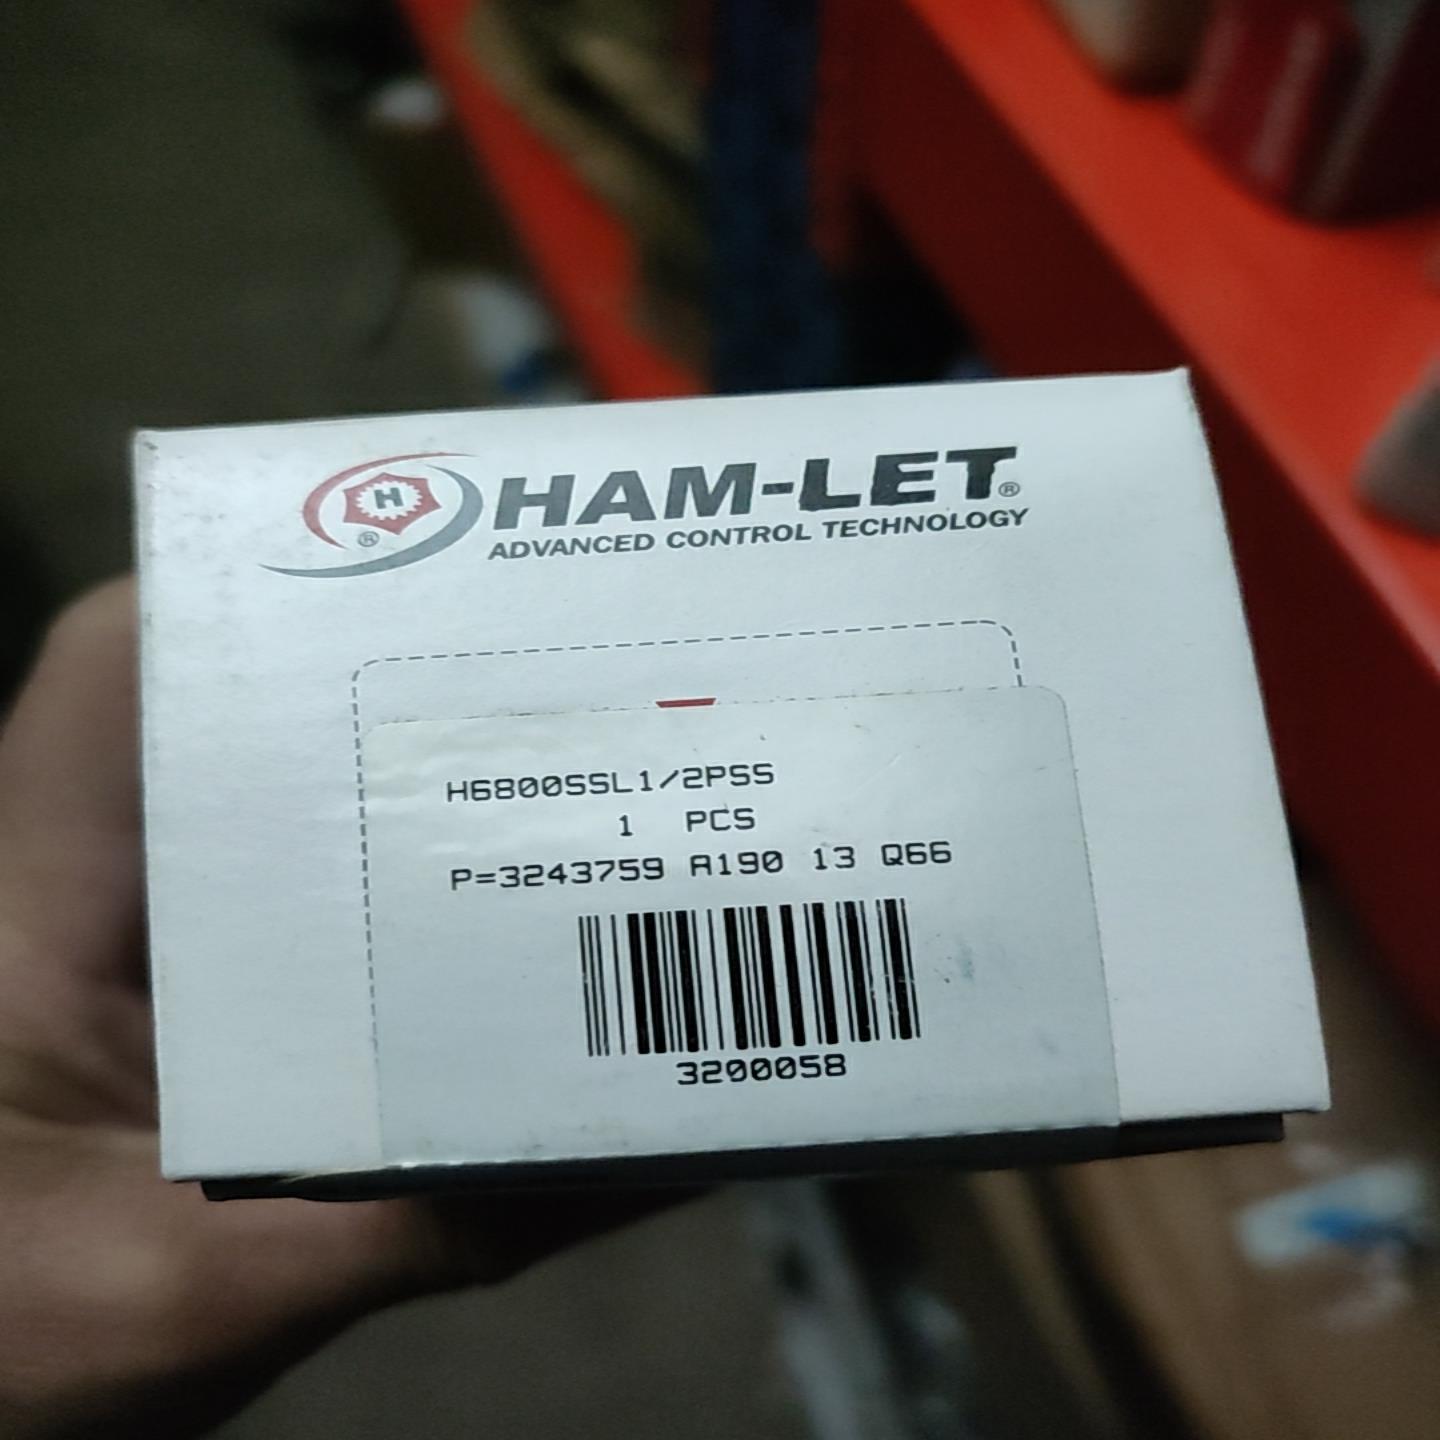 H
®
HAM-LET®
ADVANCED CONTROL TECHNOLOGY
H6800SSL1/2PSS
1 PCS
P=3243759 A190 13 Q66
3200058